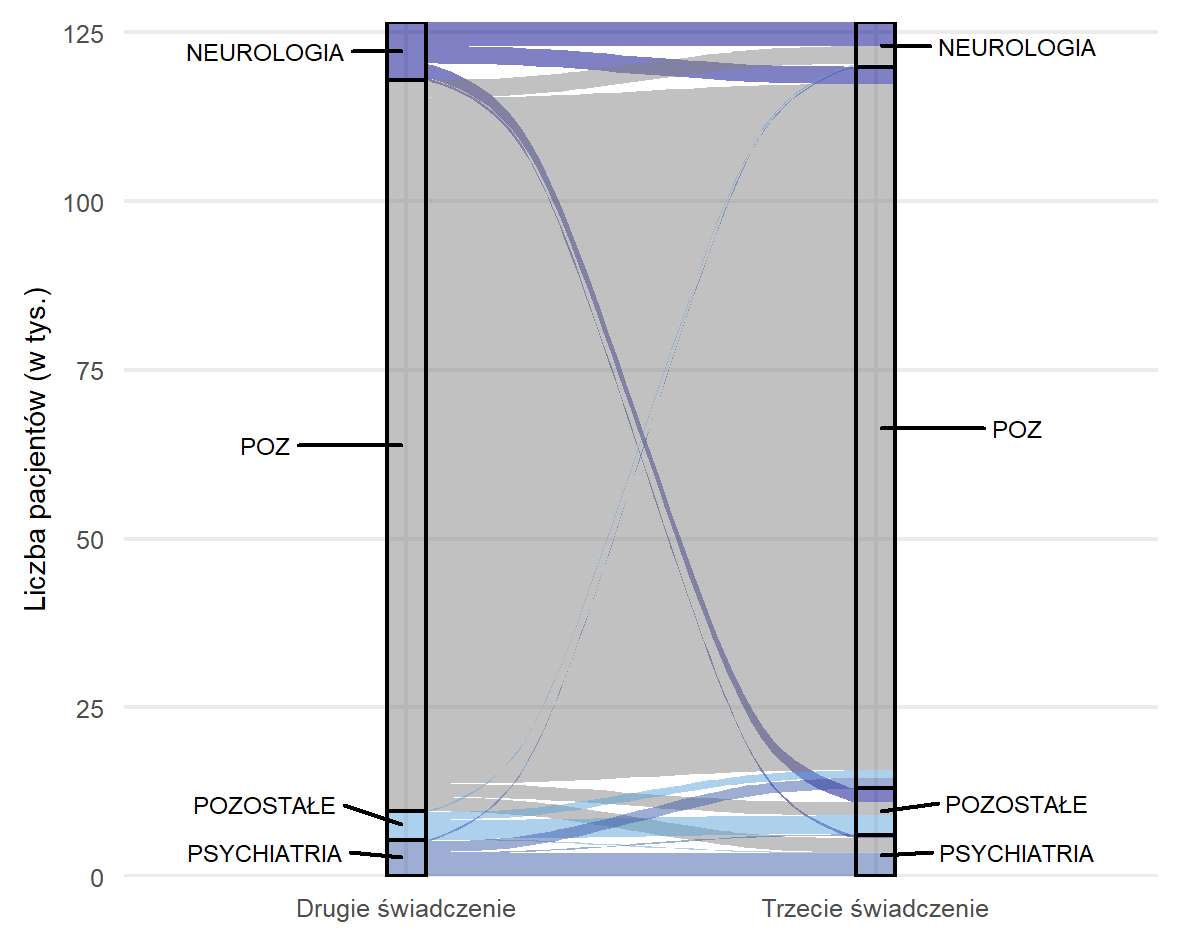 Liczba pacjentów (w tys.)
125
100
75
50
25
0
NEUROLOGIA
POZ
POZOSTAŁE
PSYCHIATRIA
NEUROLOGIA
POZ
POZOSTAŁE
PSYCHIATRIA
Drugie świadczenie
Trzecie świadczenie